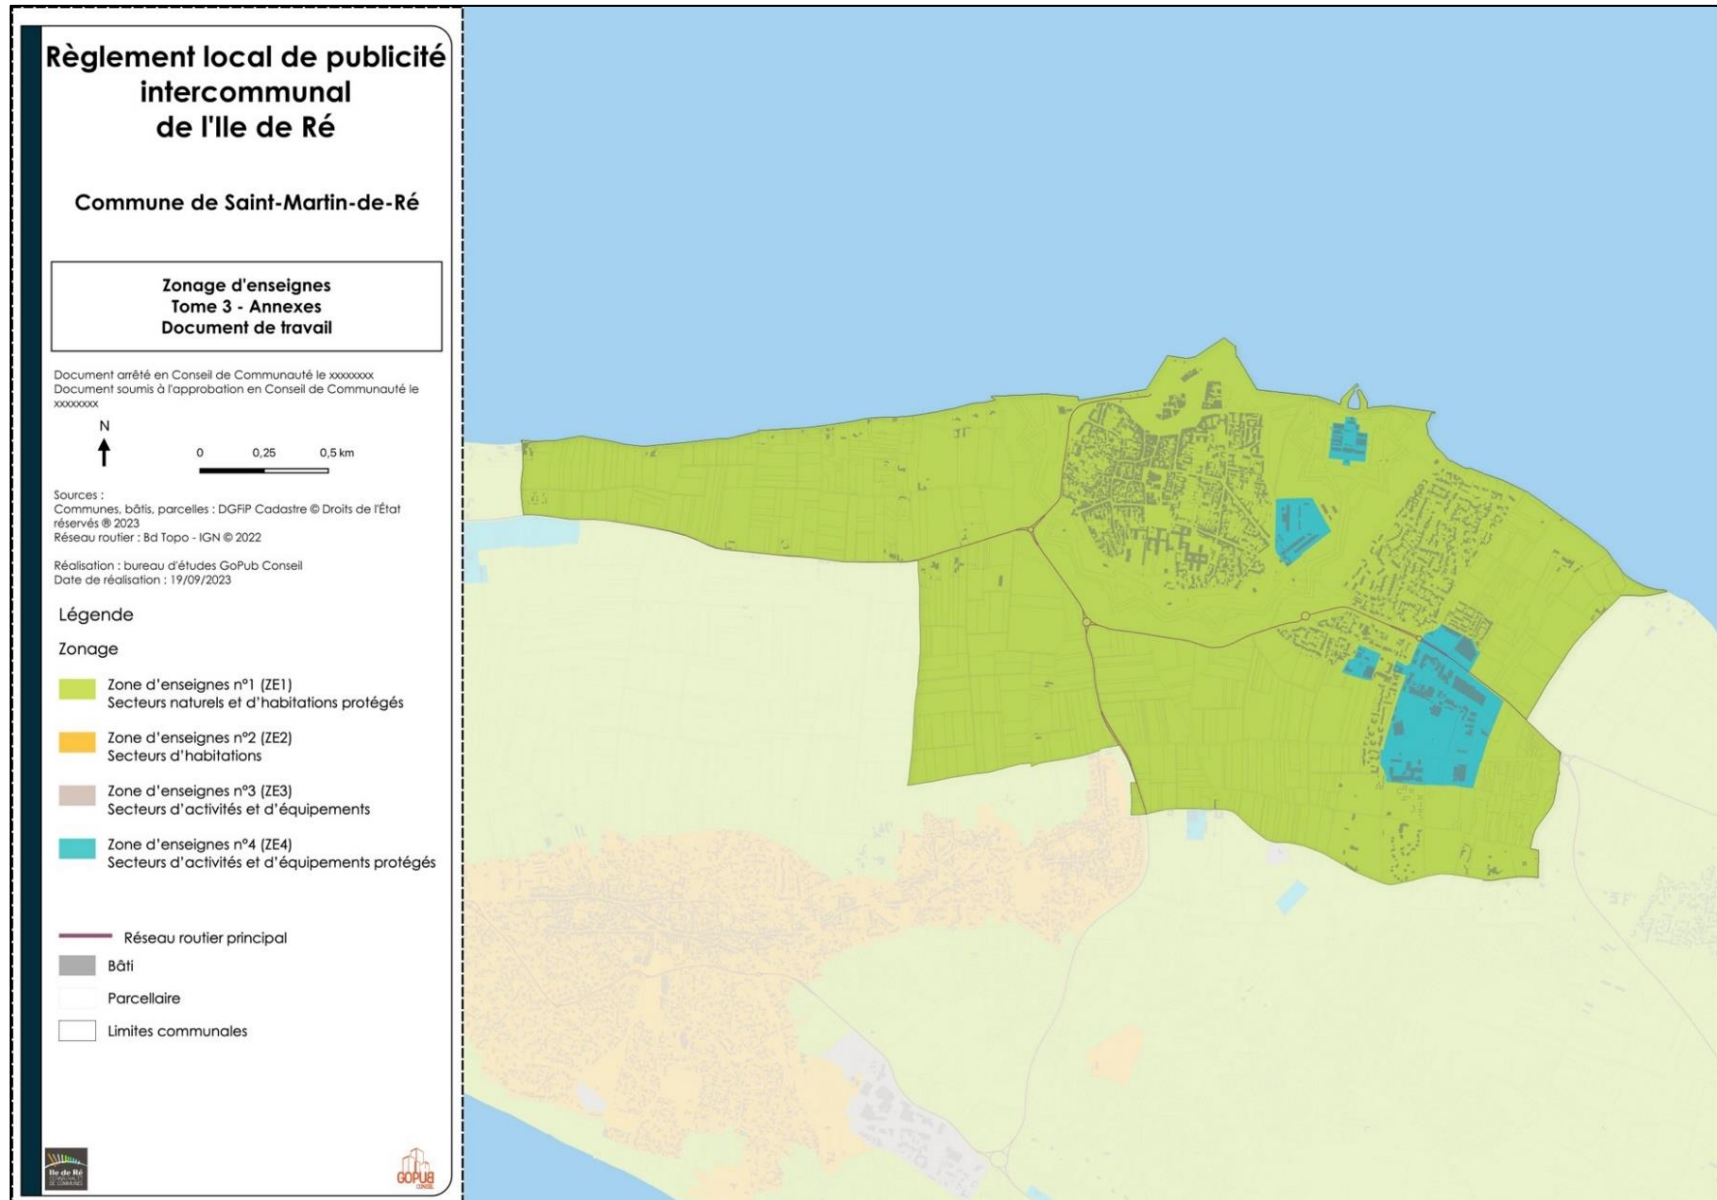 Règlement local de publicité
intercommunal
de l'Ile de Ré
Commune de Saint-Martin-de-Ré
Zonage d'enseignes
Tome 3 - Annexes
Document de travail
Document arrêté en Conseil de Communauté le xxxxxxxx
Document soumis à l'approbation en Conseil de Communauté le
xxxxxxxx
N
0 0,25 0,5 km
Sources :
Communes, bâtis, parcelles : DGFiP Cadastre © Droits de l'État
réservés ® 2023
Réseau routier : Bd Topo - IGN © 2022
Réalisation : bureau d'études GoPub Conseil
Date de réalisation : 19/09/2023
Légende
Zonage
Zone d'enseignes n°1 (ZE1)
Secteurs naturels et d'habitations protégés
Zone d'enseignes n°2 (ZE2)
Secteurs d'habitations
Zone d'enseignes n°3 (ZE3)
Secteurs d'activités et d'équipements
Zone d'enseignes n°4 (ZE4)
Secteurs d'activités et d'équipement protégés
Réseau routier principal
Bâti
Parcellaire
Limites communales
Ile de Ré
GOPUB
CONSEIL